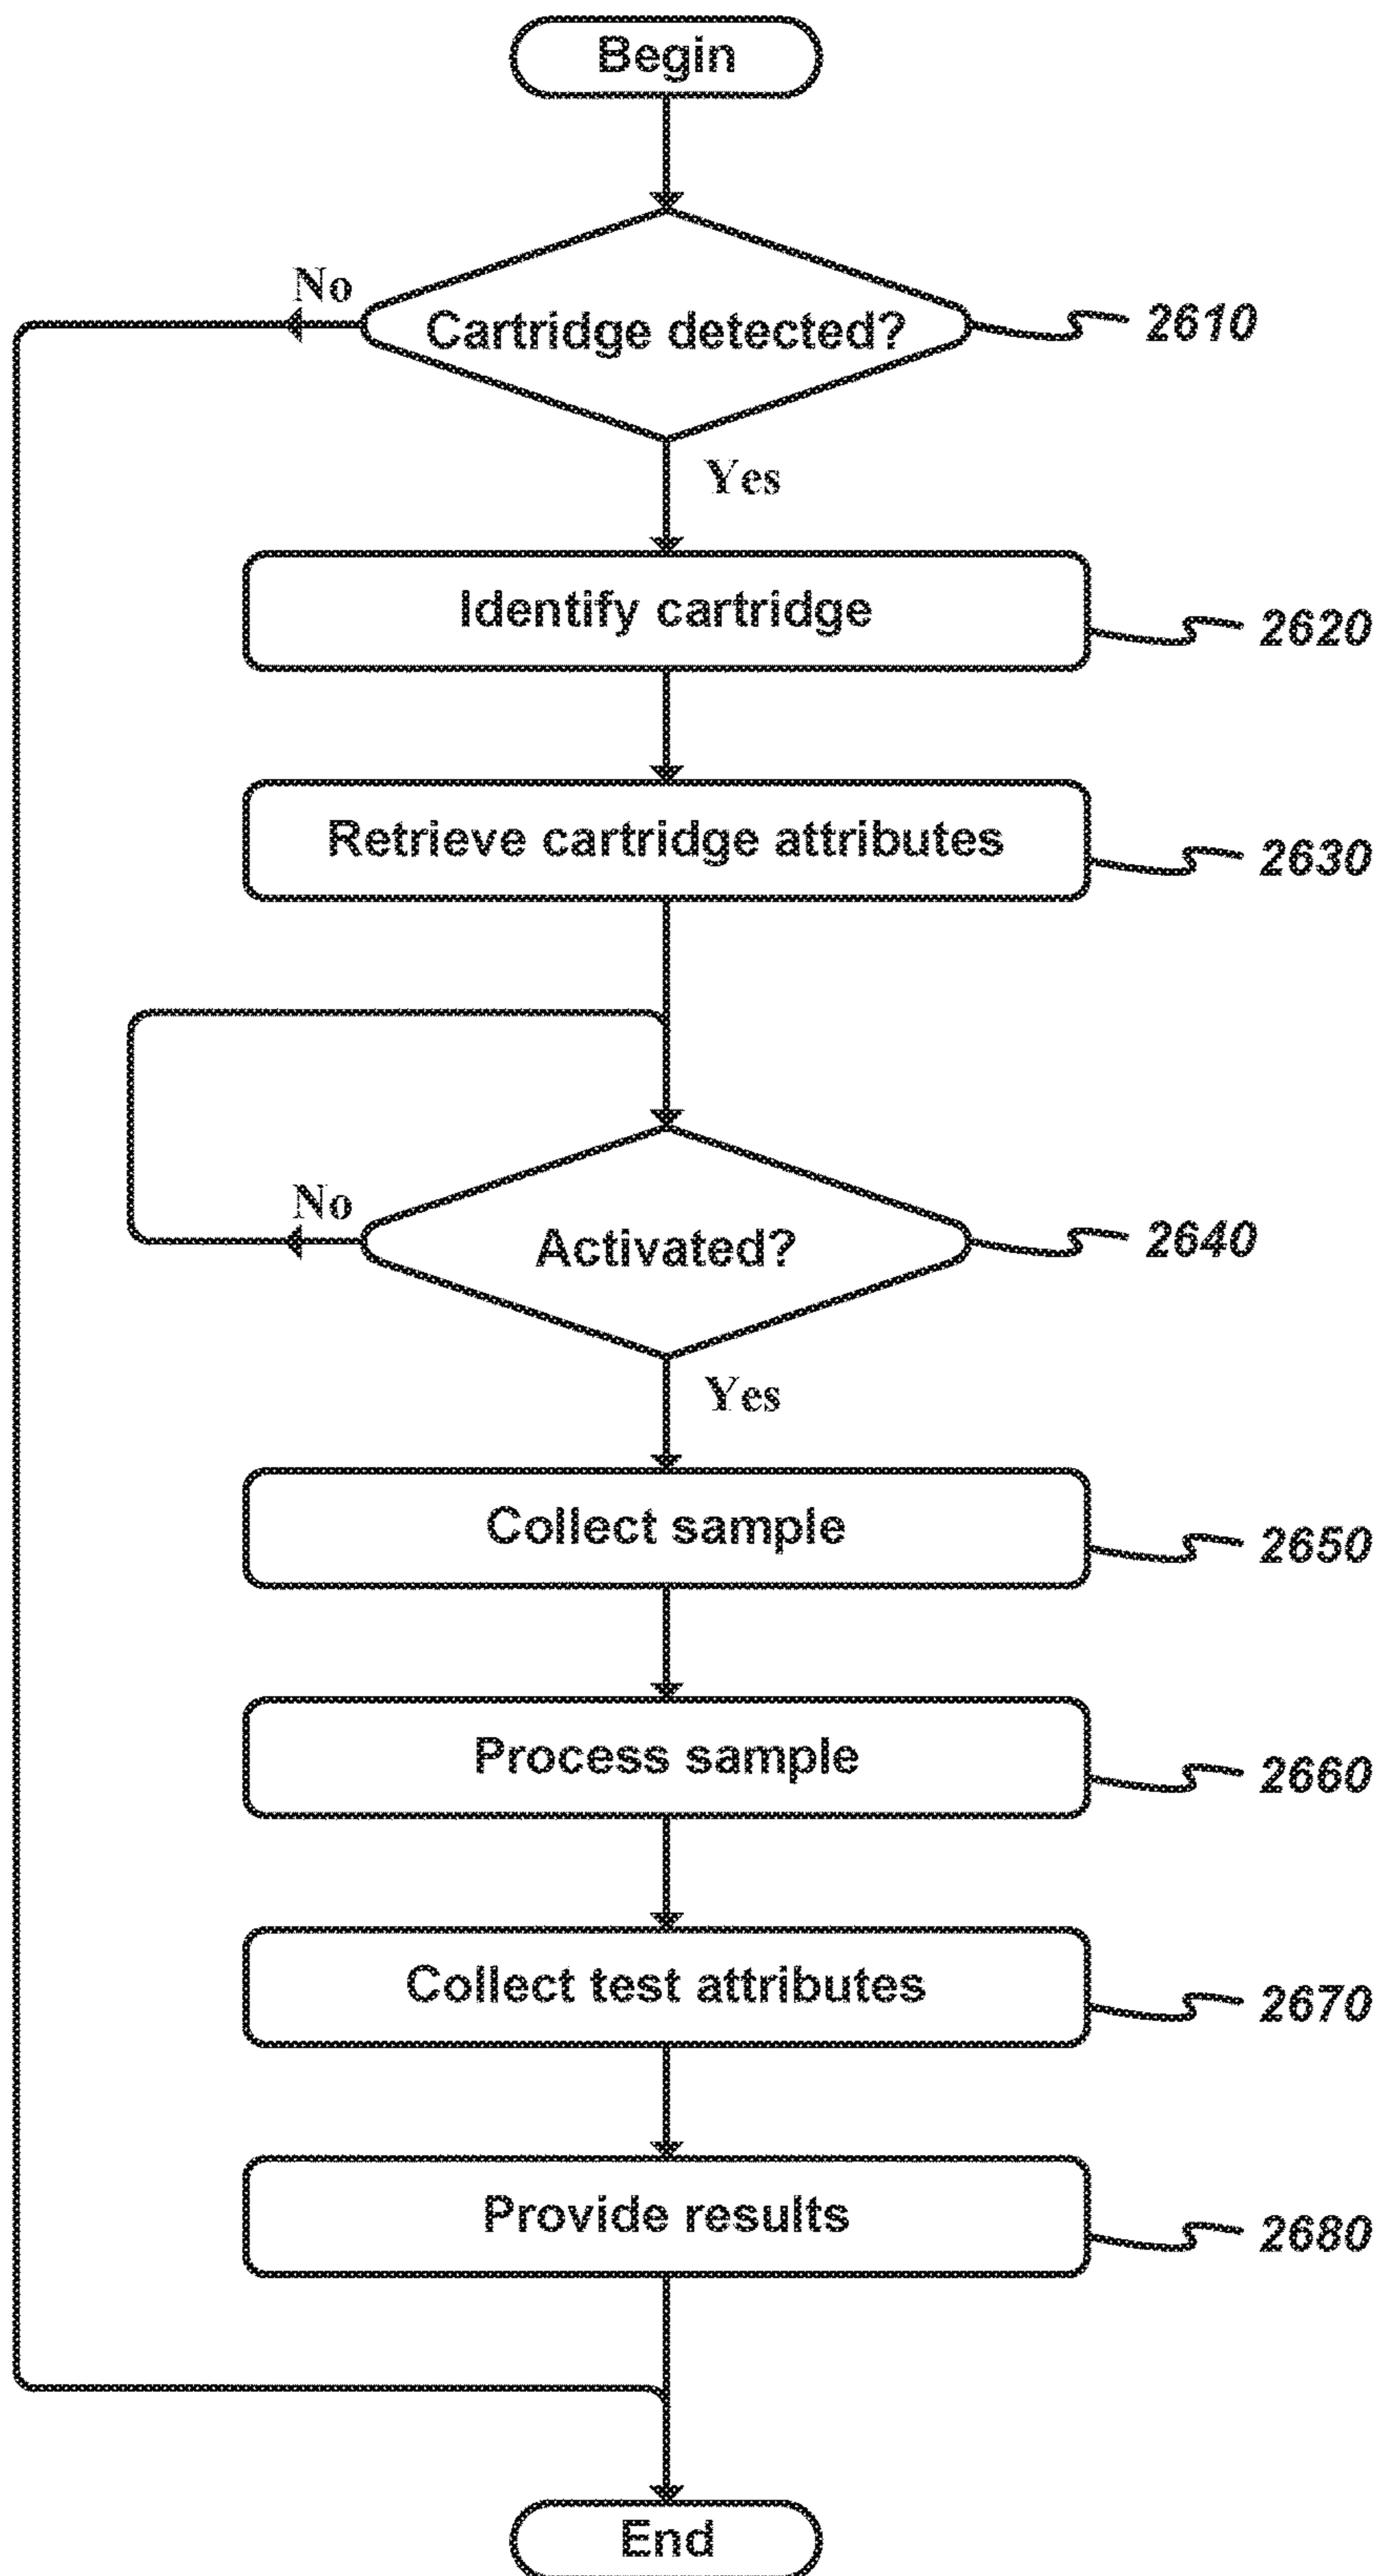 Begin
No
Cartridge detected?
2610
Yes
Identify cartridge
2620
Retrieve cartridge attributes
2630
No
Activated?
2640
Yes
Collect sample
2650
Process sample
2660
Collect test attributes
2670
Provide results
2680
End